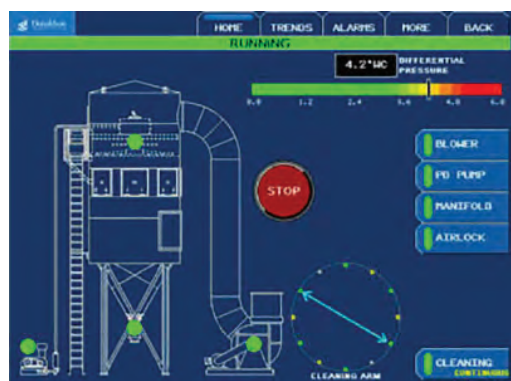 Donaldson
HOME TRENDS ALARMS MORE BACK
RUNNING
4.2"WC DIFFERENTIAL PRESSURE
0.0 1.2 2.4 3.6 4.8 6.0
BLOWER
PD PUMP
STOP
MANIFOLD
AIRLOCK
CLEANING
CONTINUOUS
CLEANING ARM